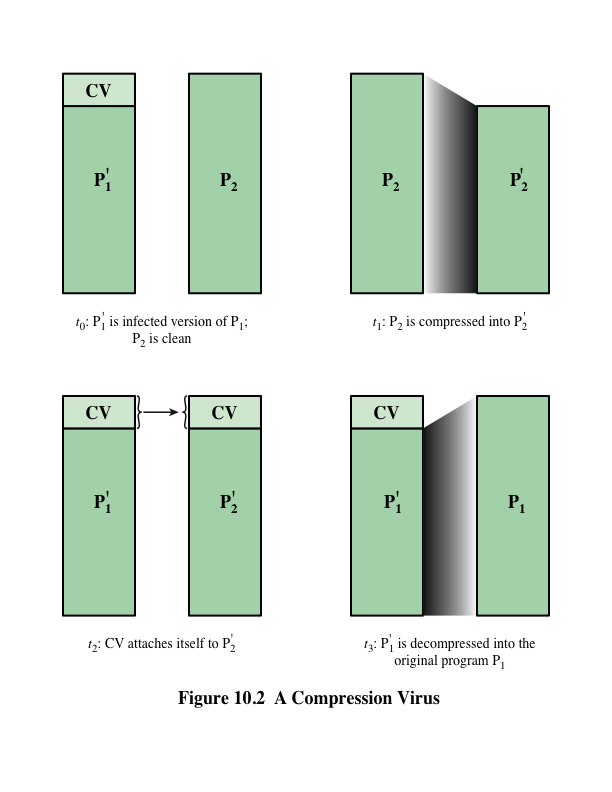 CV
P'1
P2
P2
P'2
t0: P'1 is infected version of P1;
P2 is clean
t1: P2 is compressed into P'2
CV
CV
P'1
P'2
CV
P'1
P1
t2: CV attaches itself to P'2
t3: P'1 is decompressed into the
original program P1
Figure 10.2 A Compression Virus